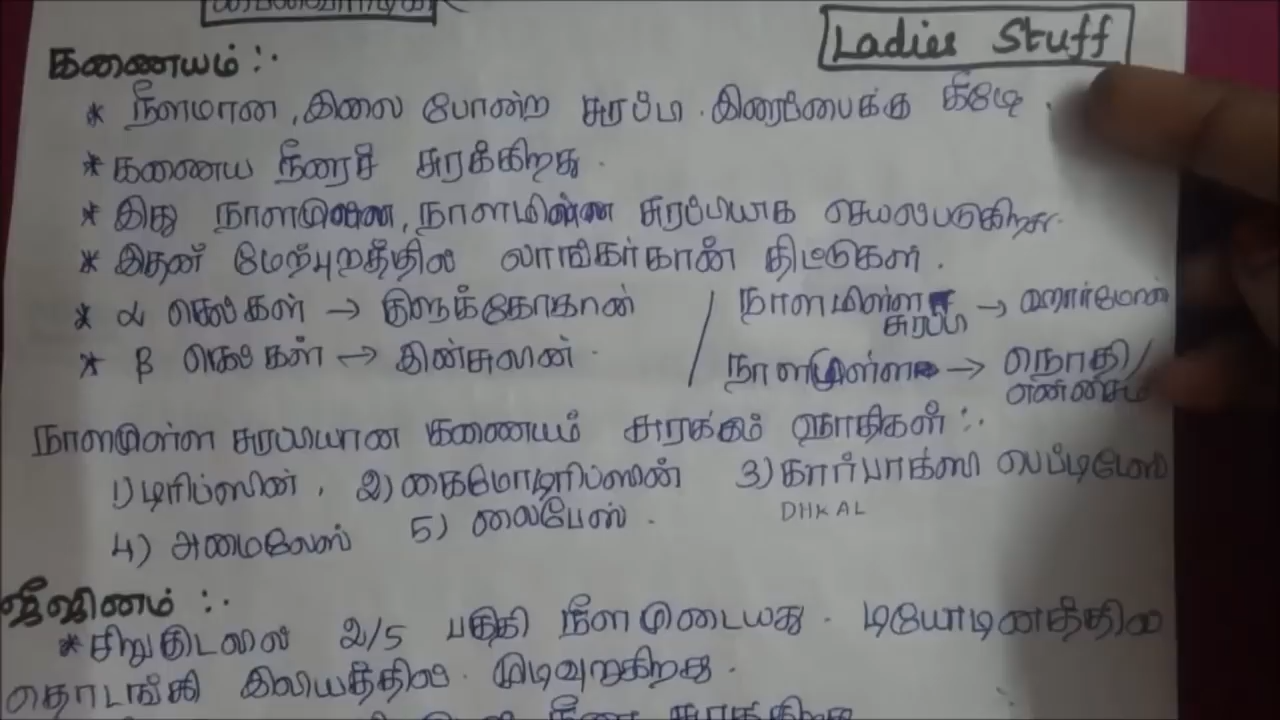 Ladies Stuff
கணையம் :-
* நீளமான, இலை போன்ற சுரப்பி. இரைப்பைக்கு கீழே.
* கணைய நீரைச் சுரக்கிறது.
* இது நாளமுள்ள, நாளமில்லா சுரப்பியாக செயல்படுகிறது.
* இதன் மேற்புறத்தில் லாங்கர்கான் திட்டுகள்.
* α செல்கள் → குளுக்கோகான்
* β செல்கள் → இன்சுலின்.
/ நாளமில்லா சுரப்பி → ஹார்மோன்
நாளமுள்ள → நொதி/
நாளமுள்ள சுரப்பியான கணையம் சுரக்கும் நொதிகள் :-
1) டிரிப்ஸின், 2) கைமோடிரிப்ஸின் 3) கார்பாக்ஸி பெப்டிடேஸ்
DHKAL
4) அமைலேஸ் 5) லைபேஸ்.
ஜீஜினம் :-
* சிறுகுடலில் 2/5 பகுதி நீளமுடையது. டியோடினத்தில்
தொடங்கி இலியத்தில் முடிவுறுகிறது.